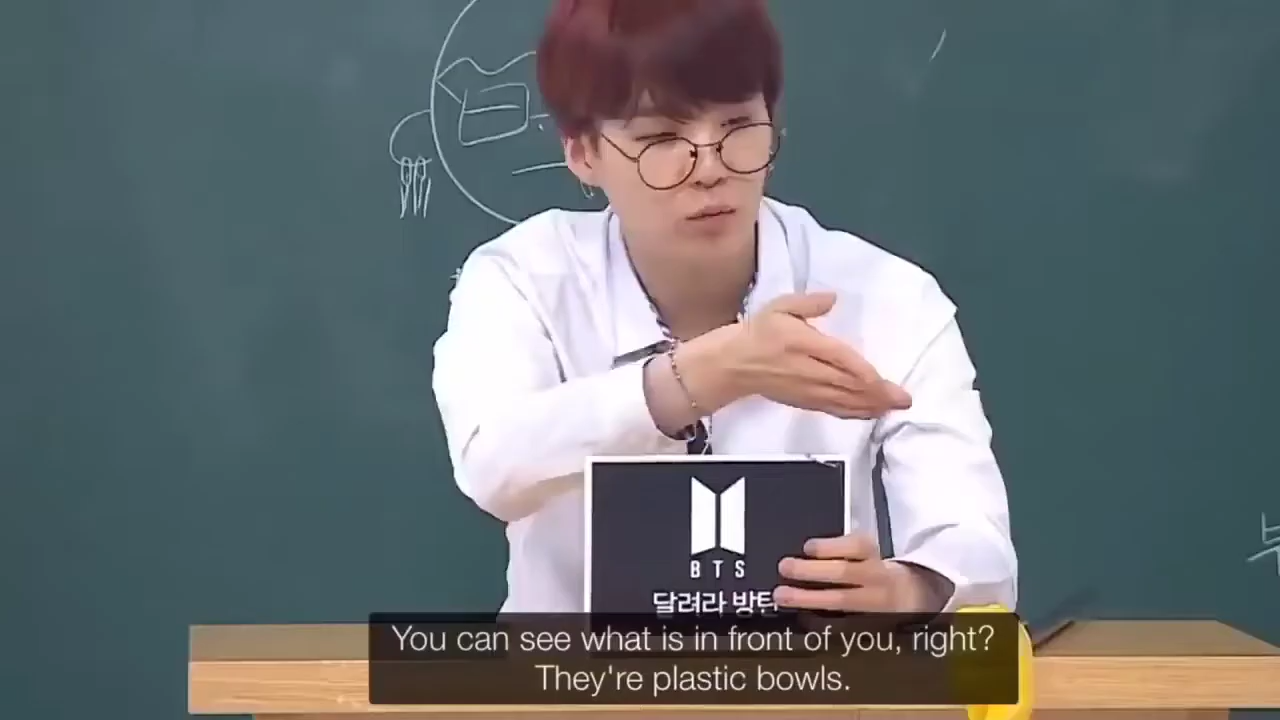 BTS
달려라 방탄
You can see what is in front of you, right?
They're plastic bowls.